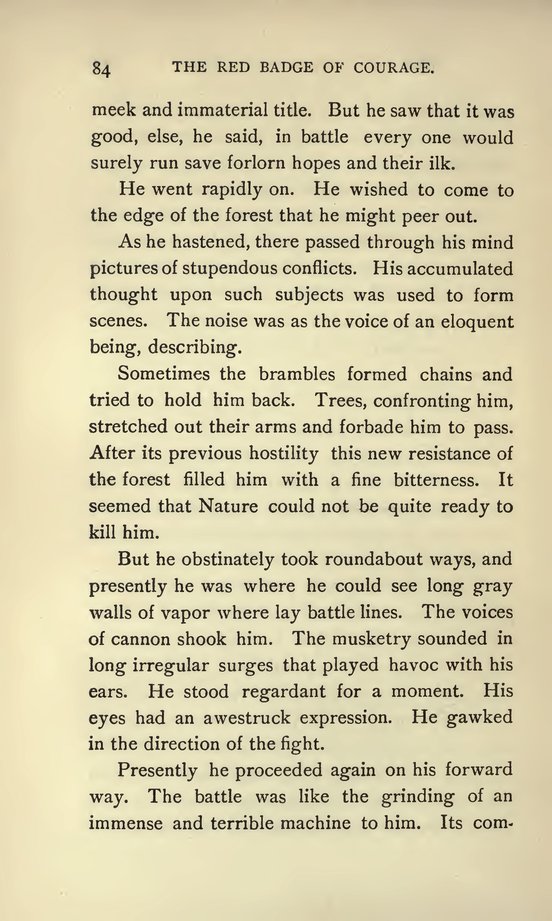 84 THE RED BADGE OF COURAGE.
meek and immaterial title. But he saw that it was
good, else, he said, in battle every one would
surely run save forlorn hopes and their ilk.
He went rapidly on. He wished to come to
the edge of the forest that he might peer out.
As he hastened, there passed through his mind
pictures of stupendous conflicts. His accumulated
thought upon such subjects was used to form
scenes. The noise was as the voice of an eloquent
being, describing.
Sometimes the brambles formed chains and
tried to hold him back. Trees, confronting him,
stretched out their arms and forbade him to pass.
After its previous hostility this new resistance of
the forest filled him with a fine bitterness. It
seemed that Nature could not be quite ready to
kill him.
But he obstinately took roundabout ways, and
presently he was where he could see long gray
walls of vapor where lay battle lines. The voices
of cannon shook him. The musketry sounded in
long irregular surges that played havoc with his
ears. He stood regardant for a moment. His
eyes had an awestruck expression. He gawked
in the direction of the fight.
Presently he proceeded again on his forward
way. The battle was like the grinding of an
immense and terrible machine to him. Its com-